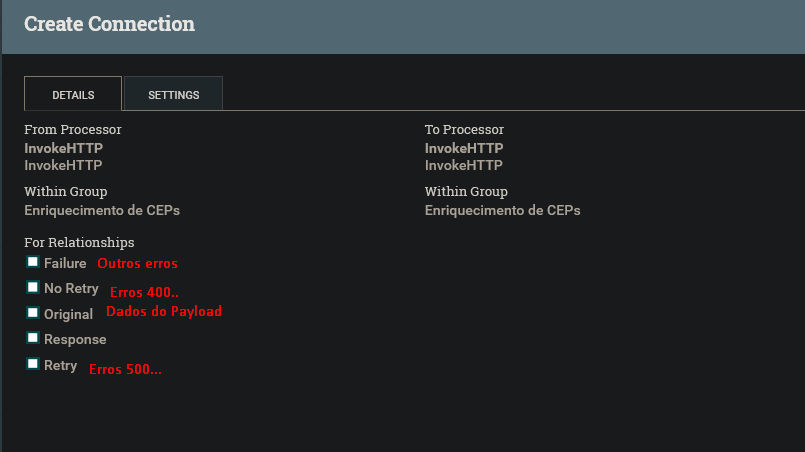 Create Connection
DETAILS
SETTINGS
From Processor
InvokeHTTP
InvokeHTTP
Within Group
Enriquecimento de CEPs
To Processor
InvokeHTTP
InvokeHTTP
Within Group
Enriquecimento de CEPs
For Relationships
Failure Outros erros
No Retry Erros 400..
Original Dados do Payload
Response
Retry Erros 500...